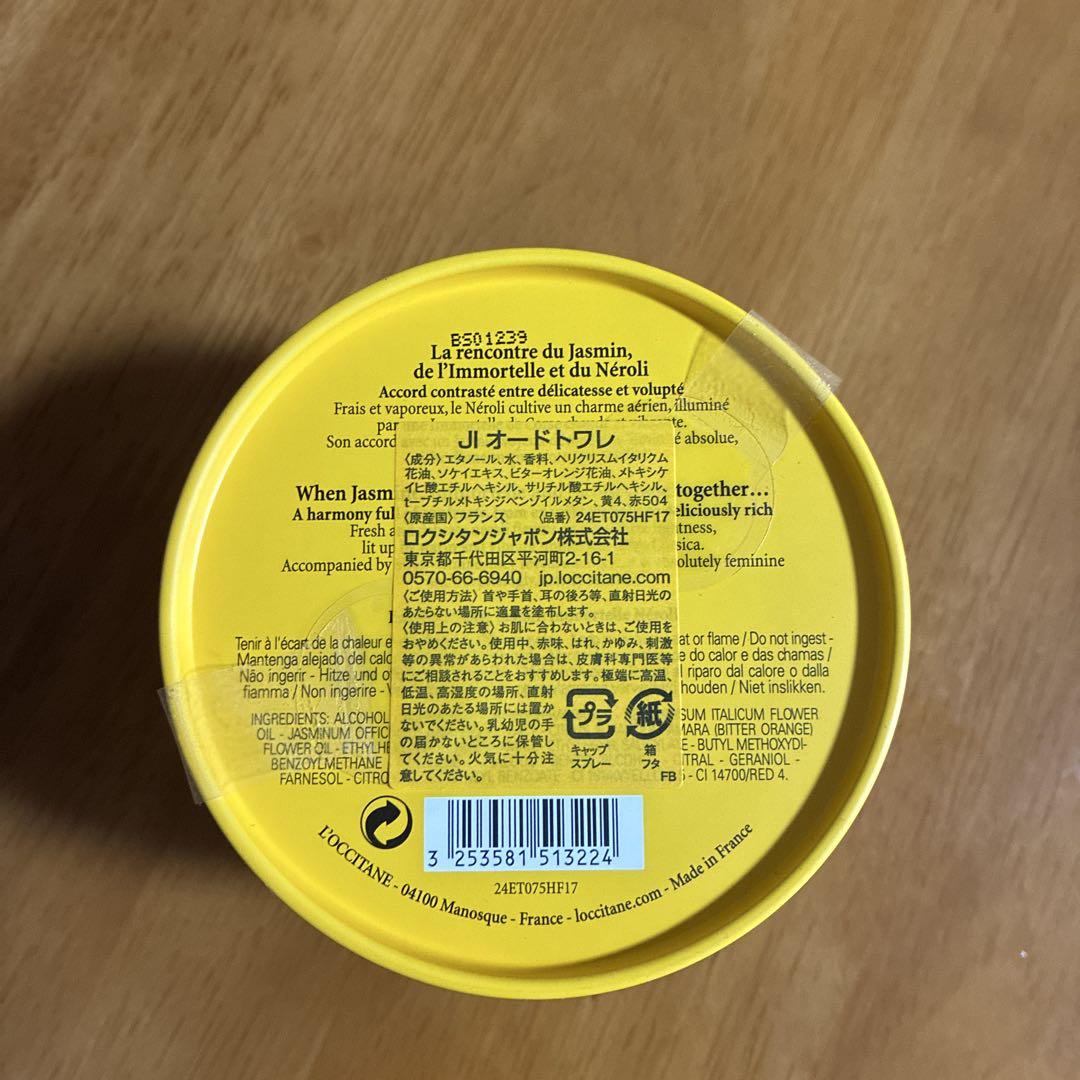 BS01239
La rencontre du Jasmin,
de l'Immortelle et du Néroli
Accord contrasté entre délicatesse et volupté
Frais et vaporeux, le Néroli cultive un charme aérien, illuminé
Son accord
é absolue,
JI オードトワレ
〈成分〉エタノール、水、香料、ヘリクリスムイタリクム
花油、ソケイエキス、ビターオレンジ花油、メトキシケ
イヒ酸エチルヘキシル、サリチル酸エチルヘキシル、
t-ブチルメトキシジベンゾイルメタン、黄4、赤504
〈原産国〉フランス 〈品番〉24ET075HF17
ロクシタンジャポン株式会社
東京都千代田区平河町2-16-1
0570-66-6940 jp.loccitane.com
〈ご使用方法〉首や手首、耳の後ろ等、直射日光の
あたらない場所に適量を塗布します。
〈使用上の注意〉お肌に合わないときは、ご使用を
おやめください。使用中、赤味、はれ、かゆみ、刺激
等の異常があらわれた場合は、皮膚科専門医等
にご相談されることをおすすめします。極端に高温、
低温、高湿度の場所、直射
日光のあたる場所には置か
ないでください。乳幼児の手
の届かないところに保管し
てください。火気に十分注
意してください。
プラ
キャップ
スプレー
紙
箱
フタ
FB
When Jasm
together...
A harmony ful
eliciously rich
Fresh a
tness,
lit up
sica.
Accompanied by
olutely feminine
Tenir à l'écart de la chaleur e
at or flame / Do not ingest -
Mantenga alejado del calo
e do calor e das chamas /
Não ingerir - Hitze und o
l riparo dal calore o dalla
fiamma / Non ingerire - V
houden / Niet inslikken.
INGREDIENTS: ALCOHOL
SUM ITALICUM FLOWER
OIL - JASMINUM OFFIC
MARA (BITTER ORANGE)
FLOWER OIL - ETHYLHE
- BUTYL METHOXYDI-
BENZOYLMETHANE
TRAL - GERANIOL -
FARNESOL - CITRO
- CI 14700/RED 4.
3 253581 513224
24ET075HF17
L'OCCITANE - 04100 Manosque - France - loccitane.com - Made in France